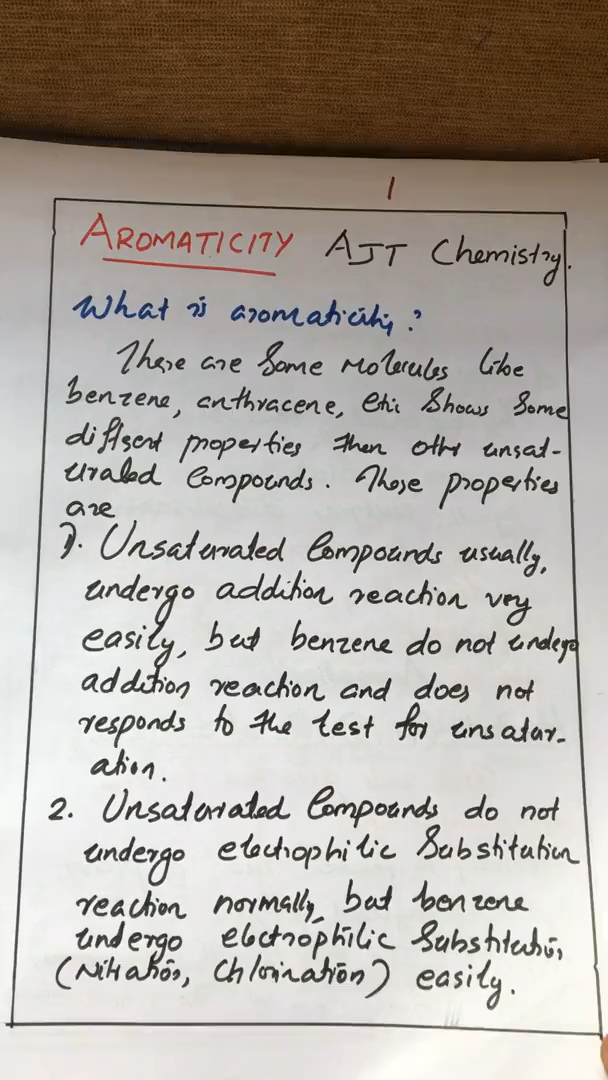 1
AROMATICITY AJT Chemistry.
What is aromaticity?
There are some molecules like
benzene, anthracene, etc shows some
diffrent properties then othr unsat-
urated compounds. These properties
are
1). Unsaturated compounds usually,
undergo addition reaction very
easily, but benzene do not undergo
addition reaction and does not
responds to the test for unsatur-
ation.
2. Unsaturated compounds do not
undergo electrophilic substitution
reaction normally, but benzene
undergo electrophilic substitution
(Nitration, Chlorination) easily.